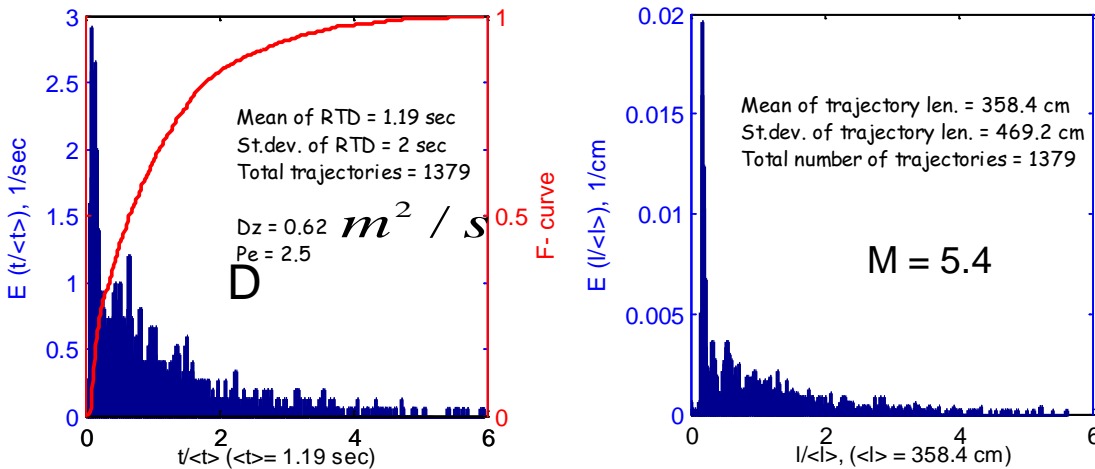 3
2.5
2
1.5
1
0.5
0
E (t/<t>), 1/sec
Mean of RTD = 1.19 sec
St.dev. of RTD = 2 sec
Total trajectories = 1379
Dz = 0.62 m² / s
Pe = 2.5
D
1
0.5
0
F- curve
0 2 4 6
t/<t> (<t>= 1.19 sec)
0.02
0.015
0.01
0.005
0
E (l/<l>), 1/cm
Mean of trajectory len. = 358.4 cm
St.dev. of trajectory len. = 469.2 cm
Total number of trajectories = 1379
M = 5.4
0 2 4 6
l/<l>, (<l> = 358.4 cm)